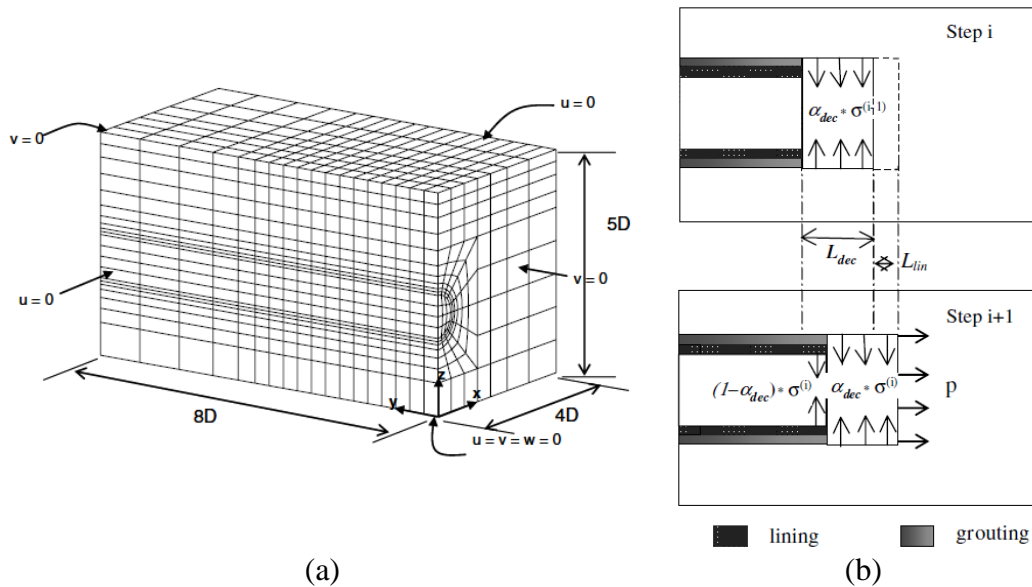 u = 0
v = 0
5D
v = 0
u = 0
z
y
x
8D
4D
u = v = w = 0
(a)
Step i
α_dec * σ^(i-1)
L_dec
L_lin
Step i+1
(1–α_dec) * σ^(i)
α_dec * σ^(i)
p
lining
grouting
(b)